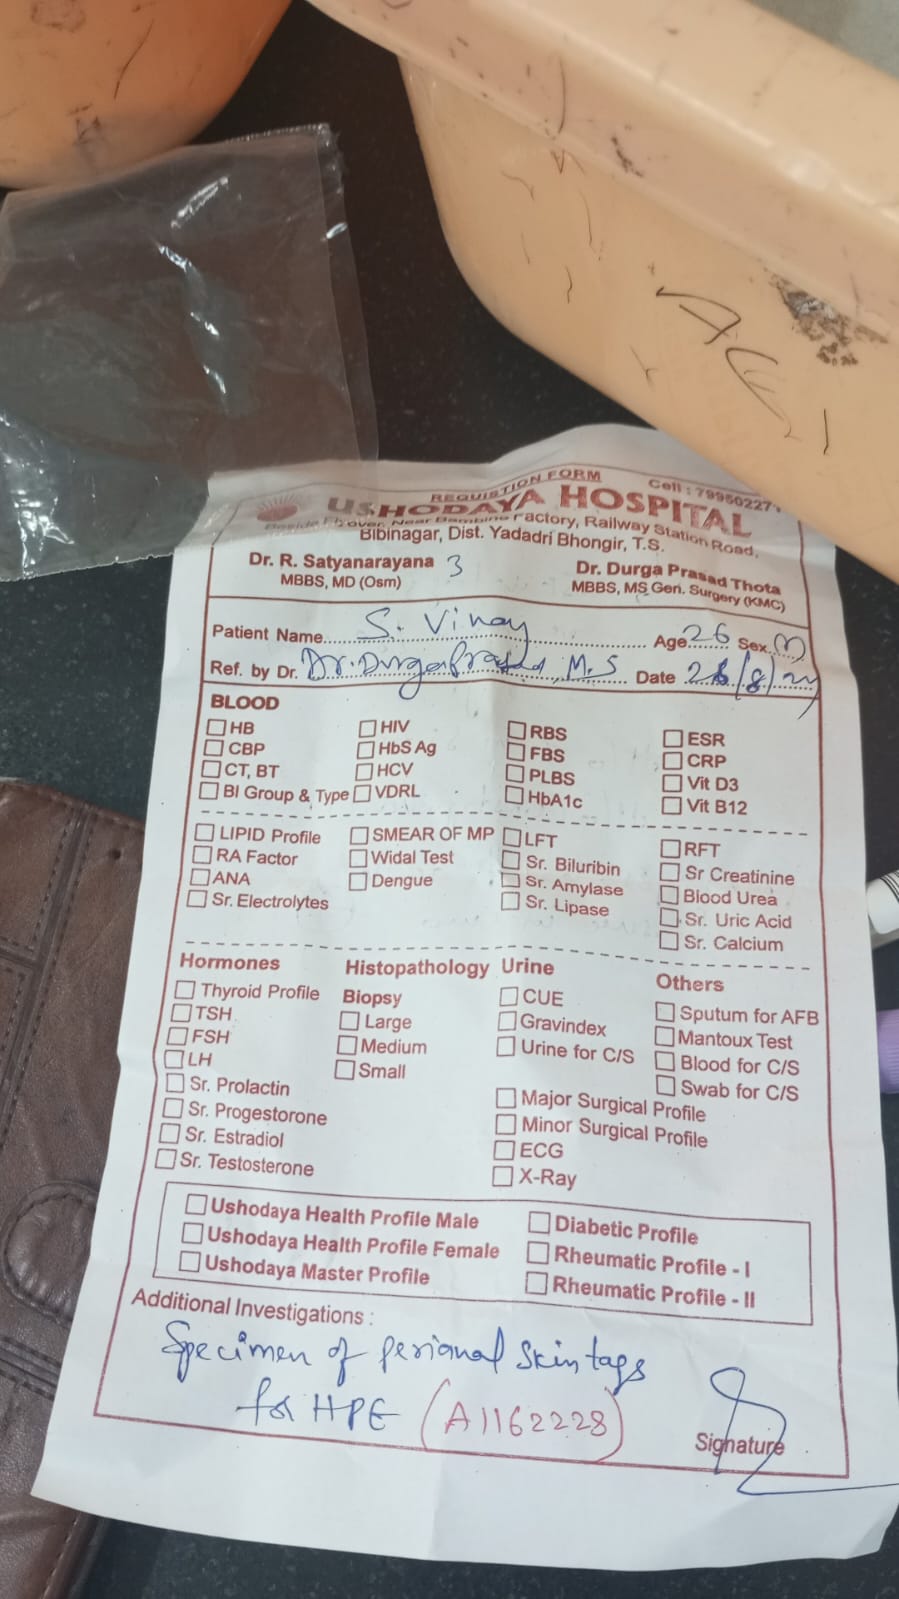 REQUISTION FORM
Cell : 799502271
USHODAYA HOSPITAL
Beside Flyover, Near Bambino Factory, Railway Station Road,
Bibinagar, Dist. Yadadri Bhongir, T.S.
Dr. R. Satyanarayana 3 Dr. Durga Prasad Thota
MBBS, MD (Osm) MBBS, MS Gen. Surgery (KMC)
Patient Name S. Vinay Age 26 Sex M
Ref. by Dr. Dr. Durga Prasad M.S Date /8/
BLOOD
HB HIV RBS ESR
CBP HbS Ag FBS CRP
CT, BT HCV PLBS Vit D3
Bl Group & Type VDRL HbA1c Vit B12
LIPID Profile SMEAR OF MP LFT RFT
RA Factor Widal Test Sr. Biluribin Sr Creatinine
ANA Dengue Sr. Amylase Blood Urea
Sr. Electrolytes Sr. Lipase Sr. Uric Acid
Sr. Calcium
Hormones Histopathology Urine Others
Thyroid Profile Biopsy CUE Sputum for AFB
TSH Large Gravindex Mantoux Test
FSH Medium Urine for C/S Blood for C/S
LH Small Swab for C/S
Sr. Prolactin Major Surgical Profile
Sr. Progestorone Minor Surgical Profile
Sr. Estradiol ECG
Sr. Testosterone X-Ray
Ushodaya Health Profile Male Diabetic Profile
Ushodaya Health Profile Female Rheumatic Profile - I
Ushodaya Master Profile Rheumatic Profile - II
Additional Investigations :
Specimen of perianal skin tags
for HPE (A1162228)
Signature